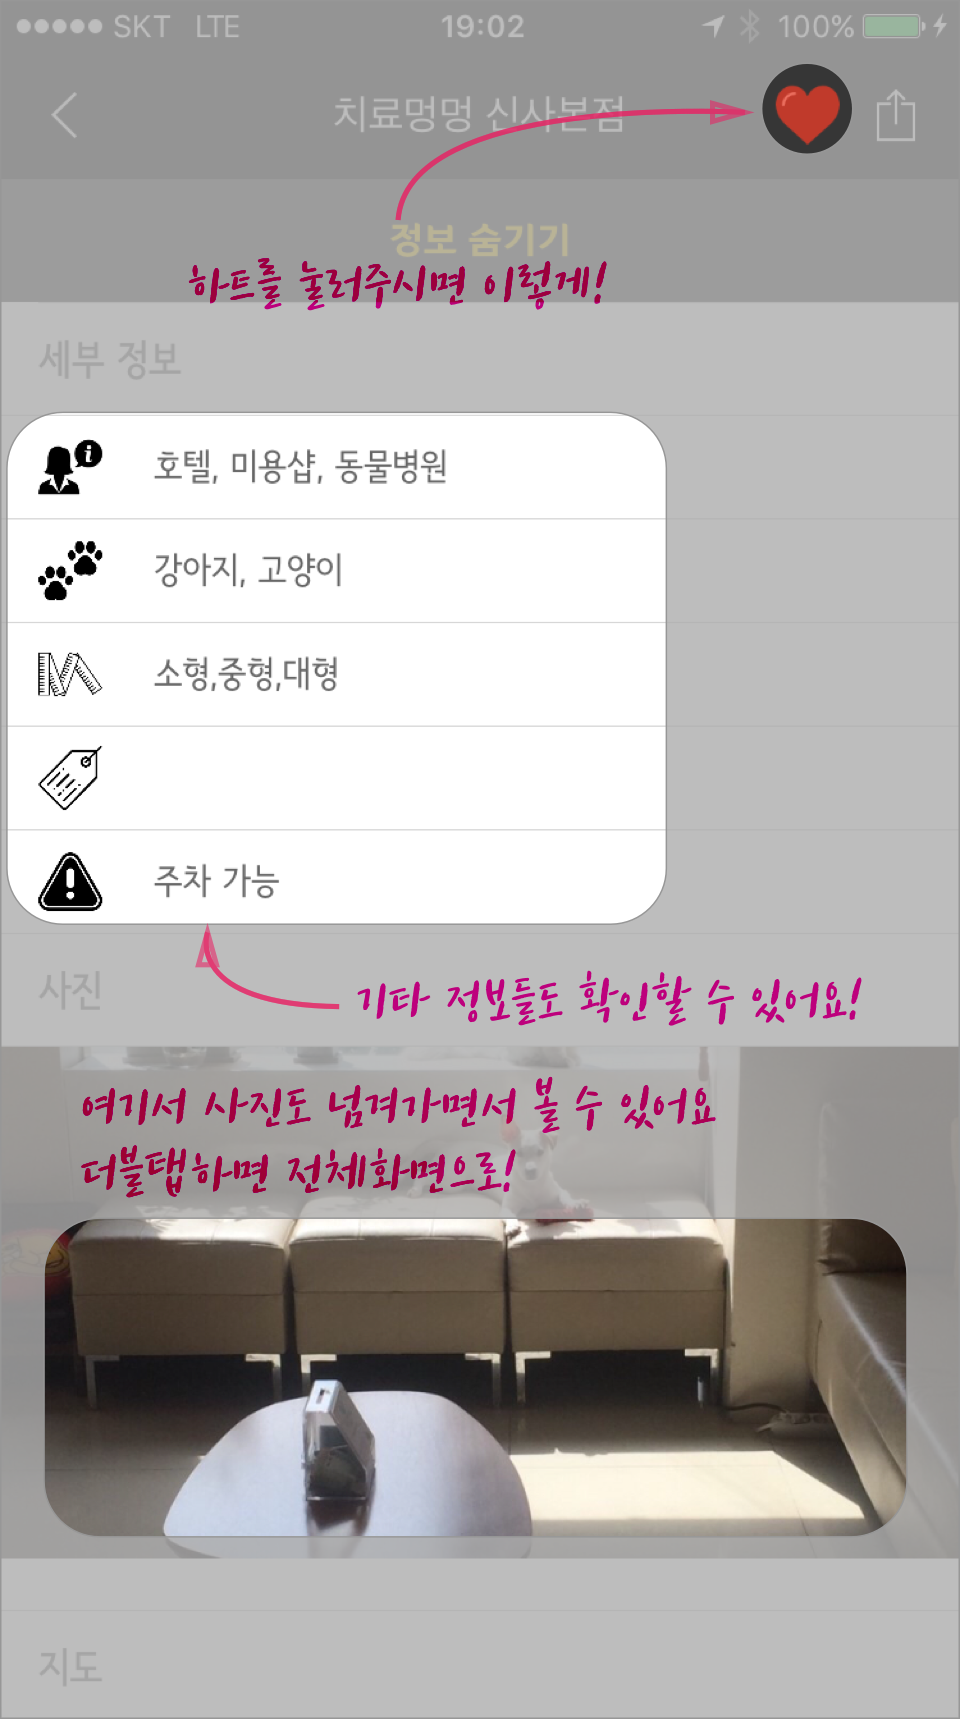 SKT LTE 19:02 100%
치료멍멍 신사본점
정보 숨기기
하트를 눌러주시면 이렇게!
세부 정보
호텔, 미용샵, 동물병원
강아지, 고양이
소형,중형,대형
주차 가능
기타 정보들도 확인할 수 있어요!
사진
여기서 사진도 넘겨가면서 볼 수 있어요
더블탭하면 전체화면으로!
지도